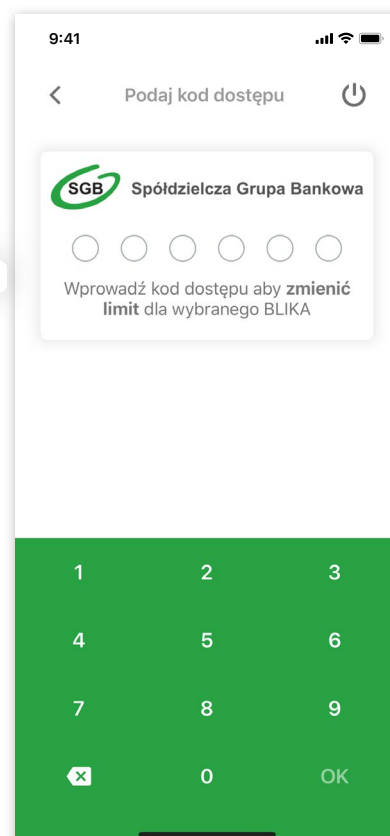 9:41
Podaj kod dostępu
SGB Spółdzielcza Grupa Bankowa
Wprowadź kod dostępu aby zmienić
limit dla wybranego BLIKA
1 2 3
4 5 6
7 8 9
0 OK